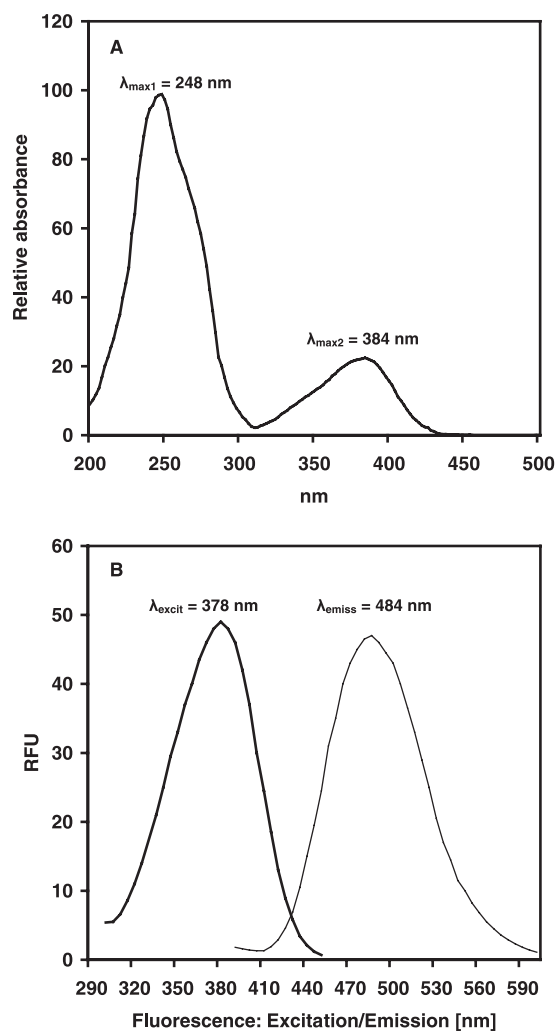 A
λmax1 = 248 nm
λmax2 = 384 nm
Relative absorbance
120
100
80
60
40
20
0
200 250 300 350 400 450 500
nm
B
λexcit = 378 nm λemiss = 484 nm
RFU
60
50
40
30
20
10
0
290 320 350 380 410 440 470 500 530 560 590
Fluorescence: Excitation/Emission [nm]